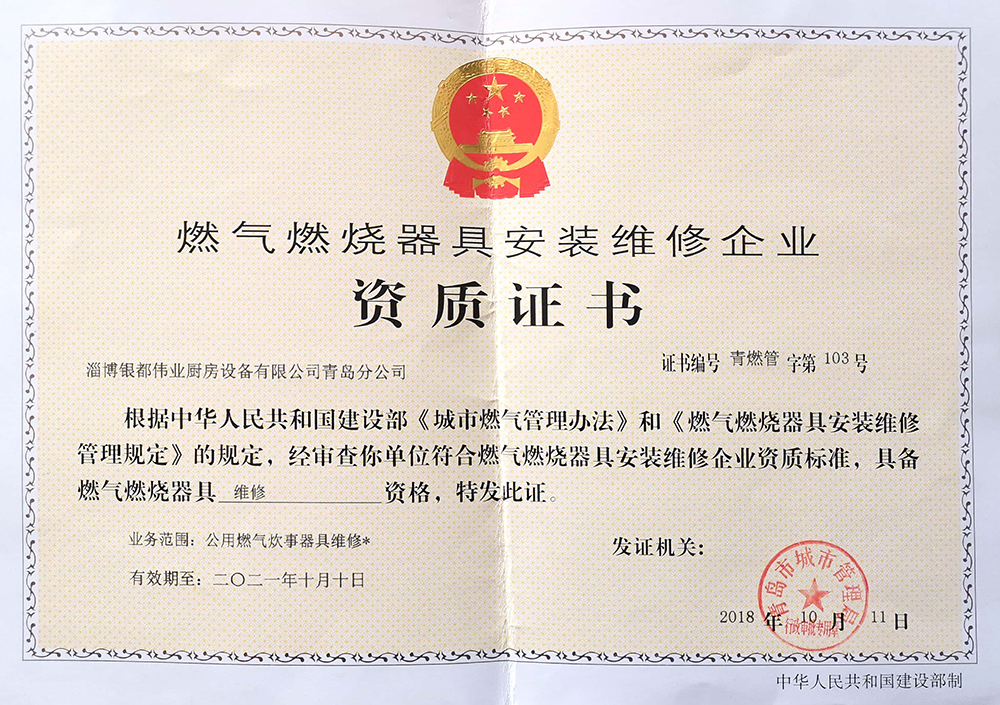 燃气燃烧器具安装维修企业
资质证书
淄博银都伟业厨房设备有限公司青岛分公司
证书编号 青燃管 字第 103 号
根据中华人民共和国建设部《城市燃气管理办法》和《燃气燃烧器具安装维修
管理规定》的规定，经审查你单位符合燃气燃烧器具安装维修企业资质标准，具备
燃气燃烧器具 维修 资格，特发此证。
业务范围：公用燃气炊事器具维修*
有效期至：二〇二一年十月十日
发证机关：
青岛市城市管理局
行政审批专用章
2018 年 10 月 11 日
中华人民共和国建设部制